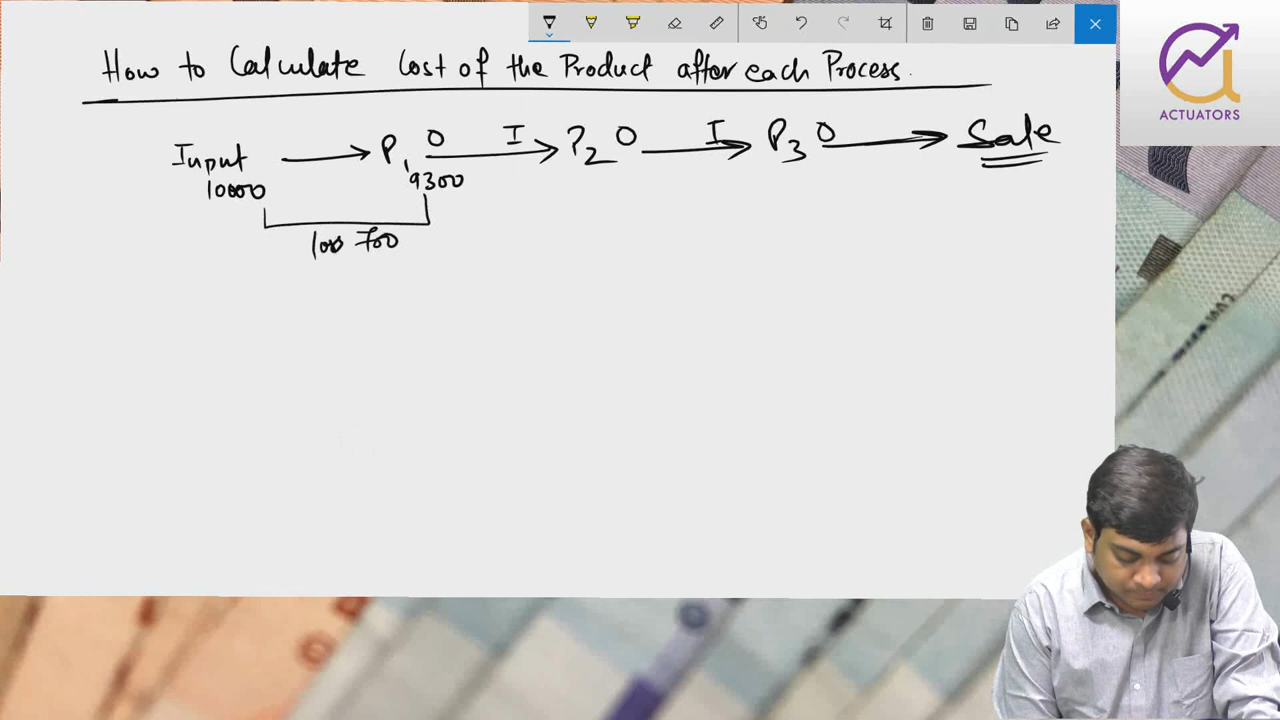 How to Calculate Cost of the Product after each Process.
Input → P1 O I → P2 O I → P3 O → Sale
10000 9300
100 700
ACTUATORS